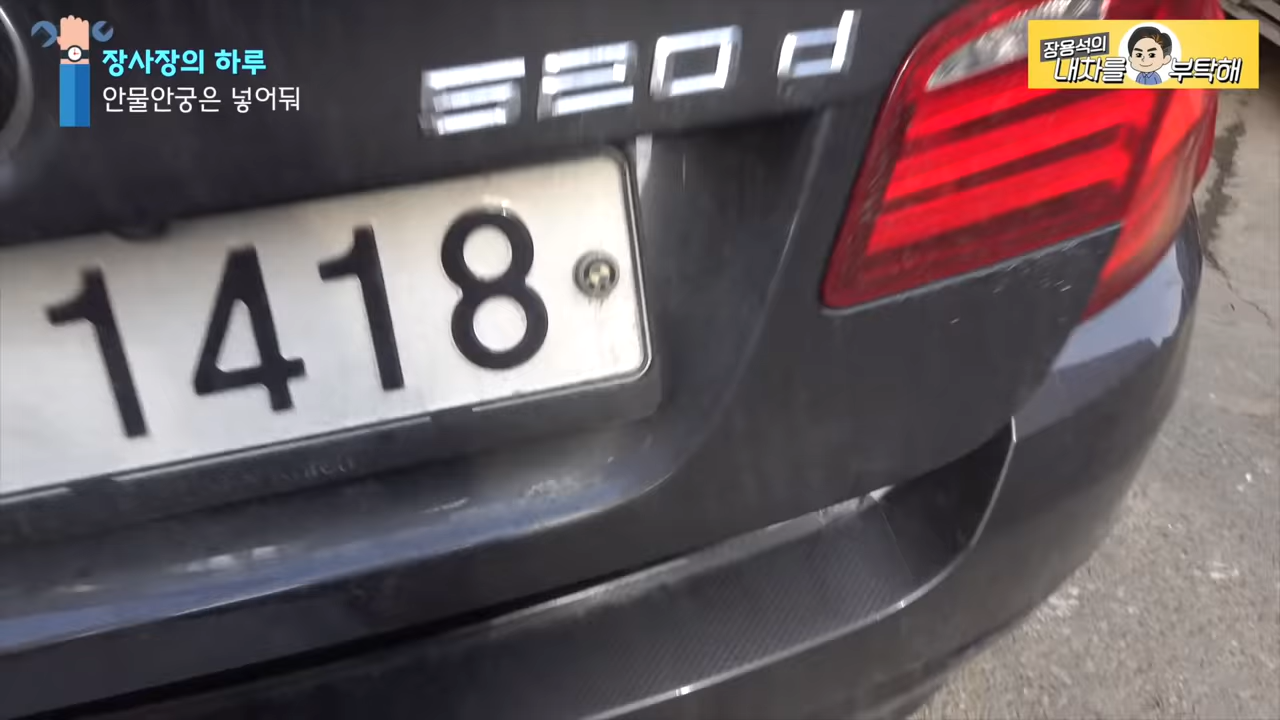 장사장의 하루
안물안궁은 넣어둬
장용석의
내차를 부탁해
520d
1418